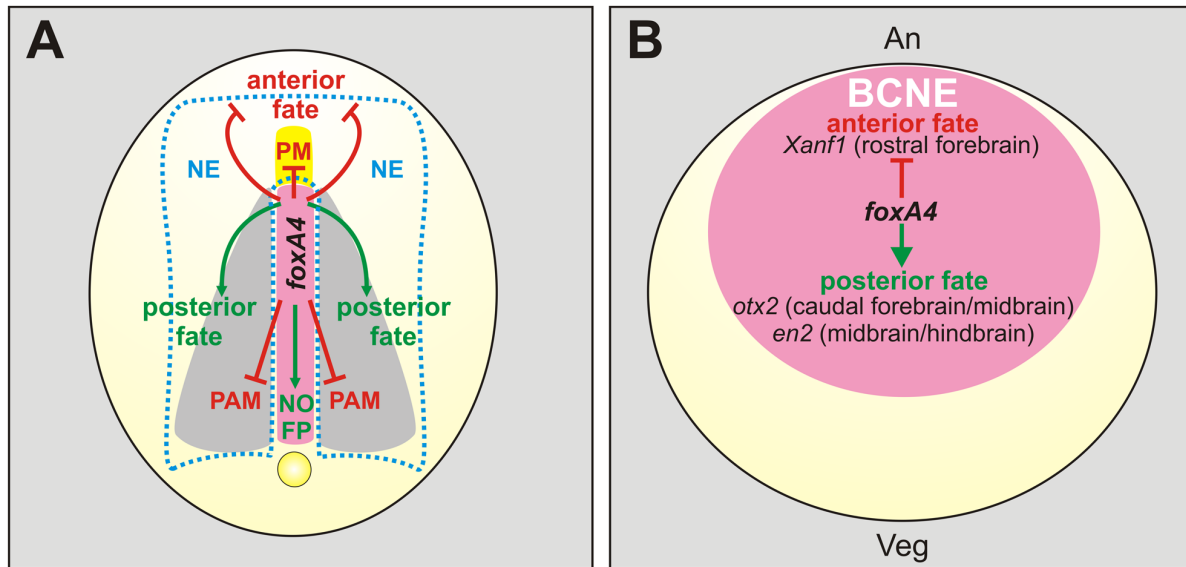 A
anterior
fate
PM
NE
NE
foxA4
posterior
fate
posterior
fate
PAM
PAM
NO
FP
B
An
BCNE
anterior fate
Xanf1 (rostral forebrain)
foxA4
posterior fate
otx2 (caudal forebrain/midbrain)
en2 (midbrain/hindbrain)
Veg